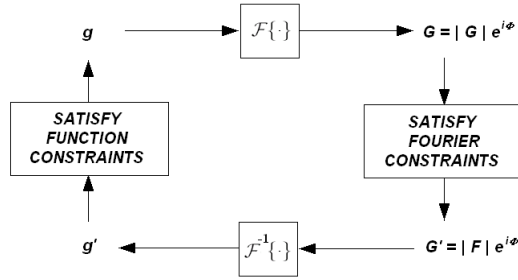 g
ℱ{·}
G = | G | e^{iΦ}
SATISFY
FUNCTION
CONSTRAINTS
SATISFY
FOURIER
CONSTRAINTS
g'
ℱ^{-1}{·}
G' = | F | e^{iΦ}